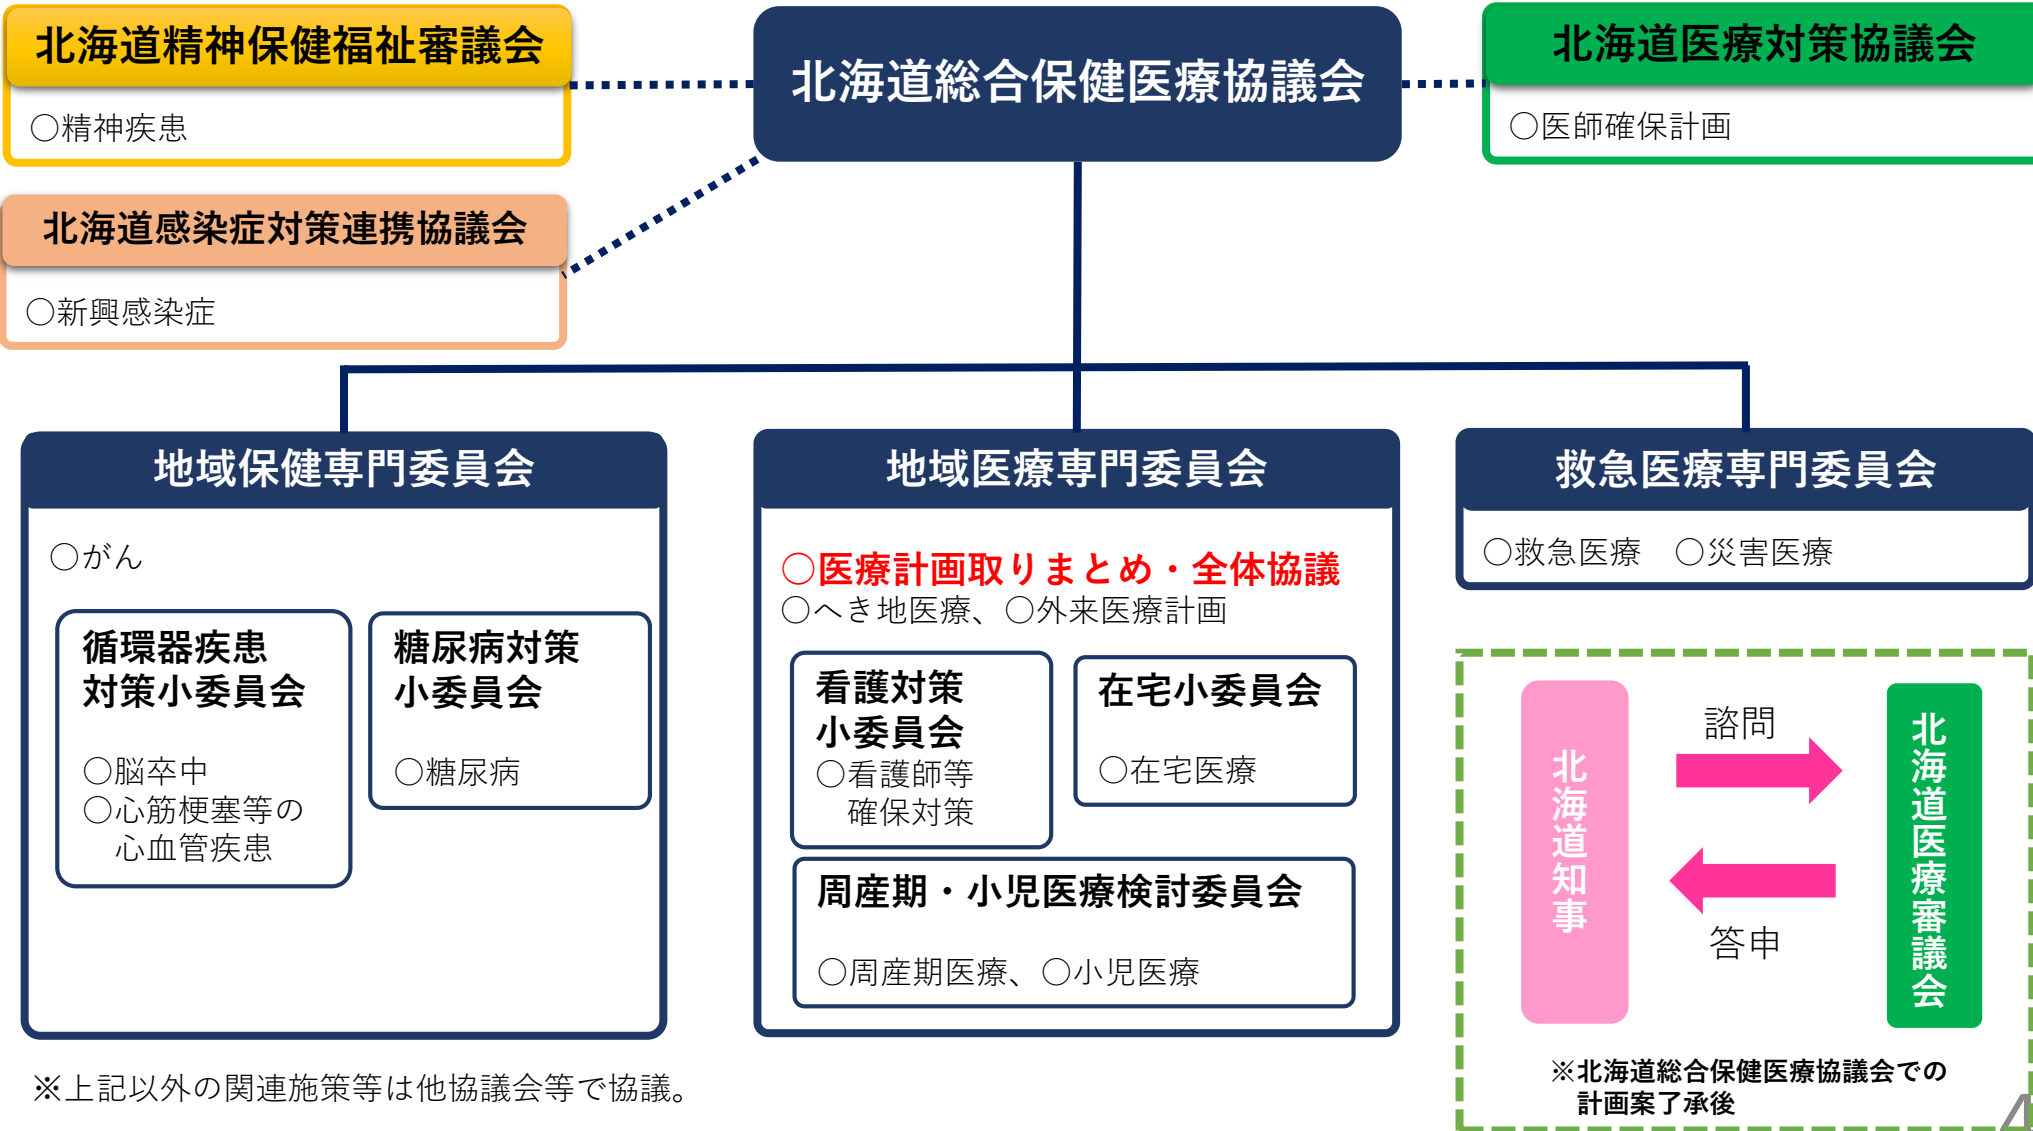 北海道精神保健福祉審議会
○精神疾患
北海道総合保健医療協議会
北海道医療対策協議会
○医師確保計画
北海道感染症対策連携協議会
○新興感染症
地域保健専門委員会
○がん
循環器疾患
対策小委員会
○脳卒中
○心筋梗塞等の
心血管疾患
糖尿病対策
小委員会
○糖尿病
地域医療専門委員会
○医療計画取りまとめ・全体協議
○へき地医療、○外来医療計画
看護対策
小委員会
○看護師等
確保対策
在宅小委員会
○在宅医療
周産期・小児医療検討委員会
○周産期医療、○小児医療
救急医療専門委員会
○救急医療　○災害医療
北海道知事
諮問
答申
北海道医療審議会
※北海道総合保健医療協議会での
計画案了承後
※上記以外の関連施策等は他協議会等で協議。
4